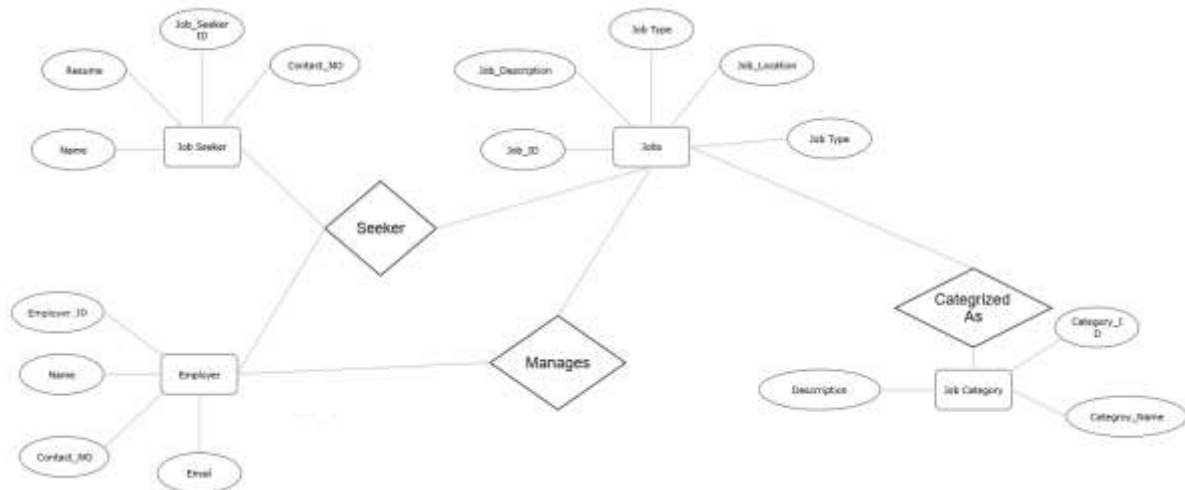 Job_Seeker
ID
Job Type
Resume
Contact_NO
Job_Description
Job_Location
Name
Job Seeker
Job_ID
Jobs
Job Type
Seeker
Employer_ID
Categrized
As
Category_I
D
Manages
Name
Employer
Description
Job Category
Categroy_Name
Contact_NO
Email